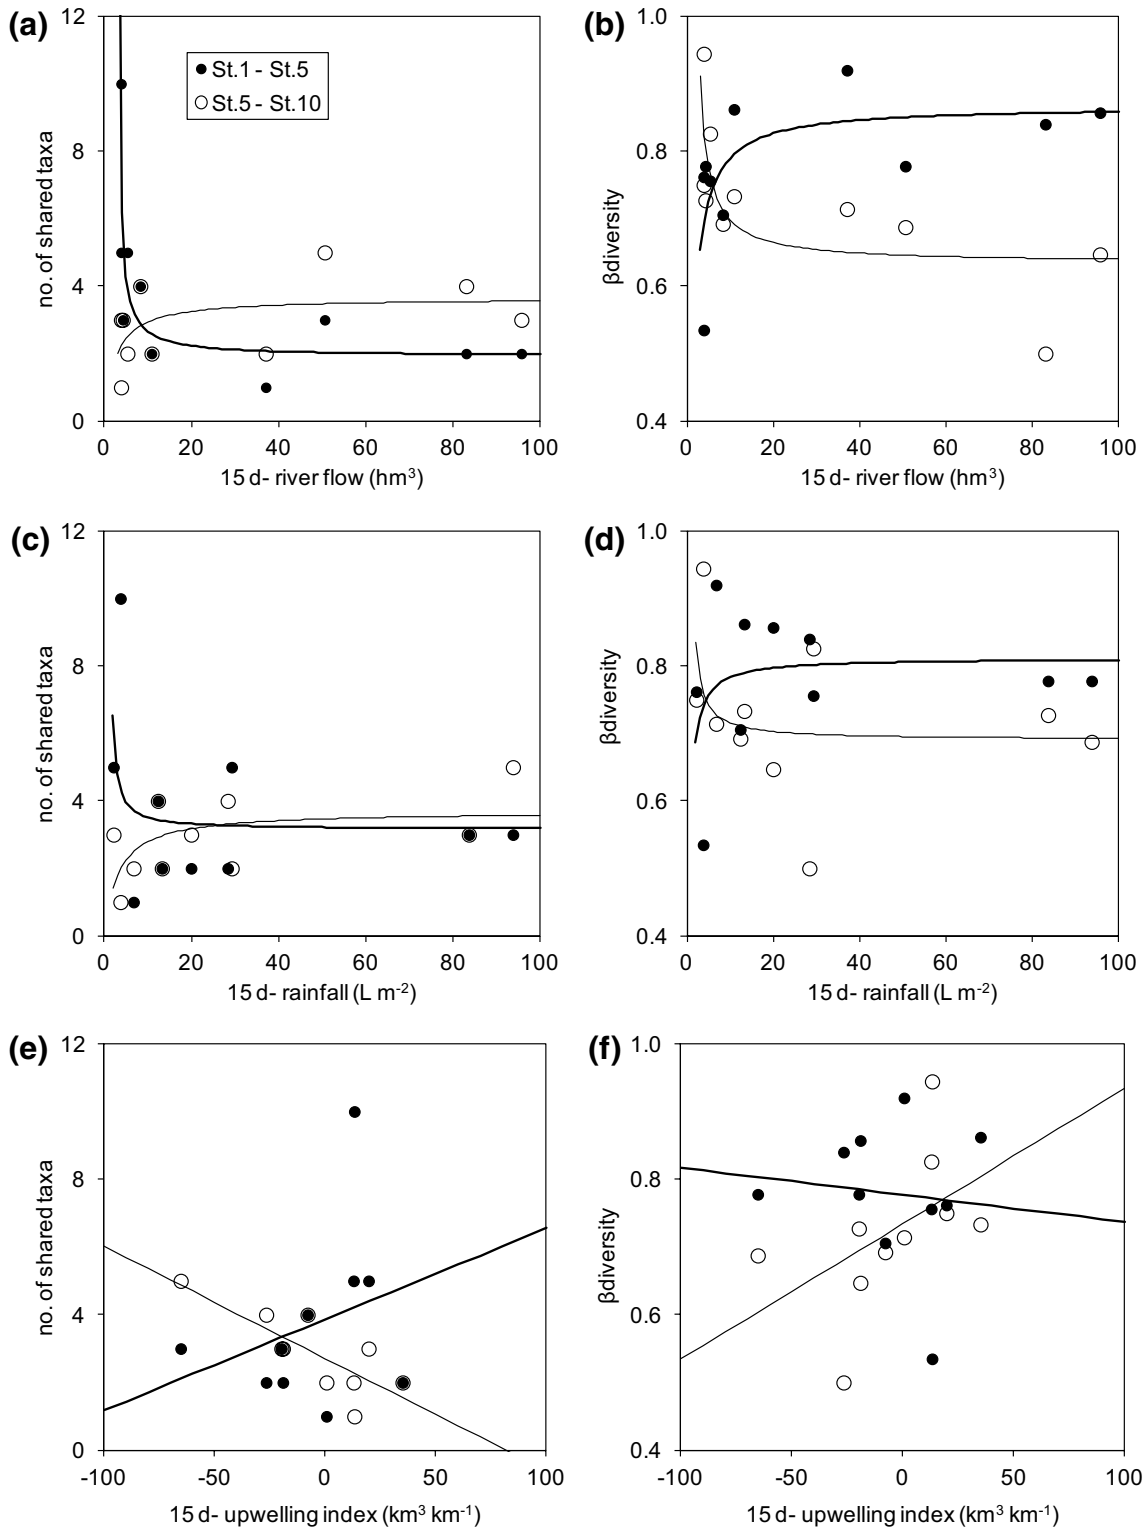 (a)
12
8
4
0
no. of shared taxa
St.1 - St.5
St.5 - St.10
0 20 40 60 80 100
15 d- river flow (hm³)
(b)
1.0
0.8
0.6
0.4
βdiversity
0 20 40 60 80 100
15 d- river flow (hm³)
(c)
12
8
4
0
no. of shared taxa
0 20 40 60 80 100
15 d- rainfall (L m⁻²)
(d)
1.0
0.8
0.6
0.4
βdiversity
0 20 40 60 80 100
15 d- rainfall (L m⁻²)
(e)
12
8
4
0
no. of shared taxa
-100 -50 0 50 100
15 d- upwelling index (km³ km⁻¹)
(f)
1.0
0.8
0.6
0.4
βdiversity
-100 -50 0 50 100
15 d- upwelling index (km³ km⁻¹)